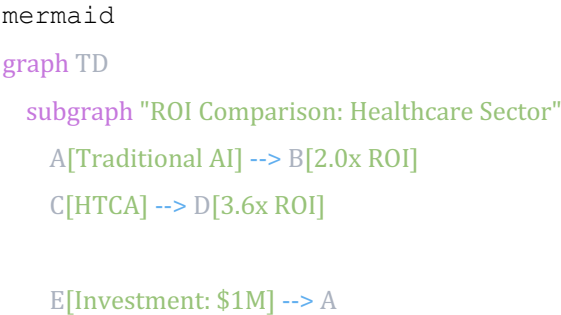 mermaid
graph TD
subgraph "ROI Comparison: Healthcare Sector"
A[Traditional AI] --> B[2.0x ROI]
C[HTCA] --> D[3.6x ROI]
E[Investment: $1M] --> A